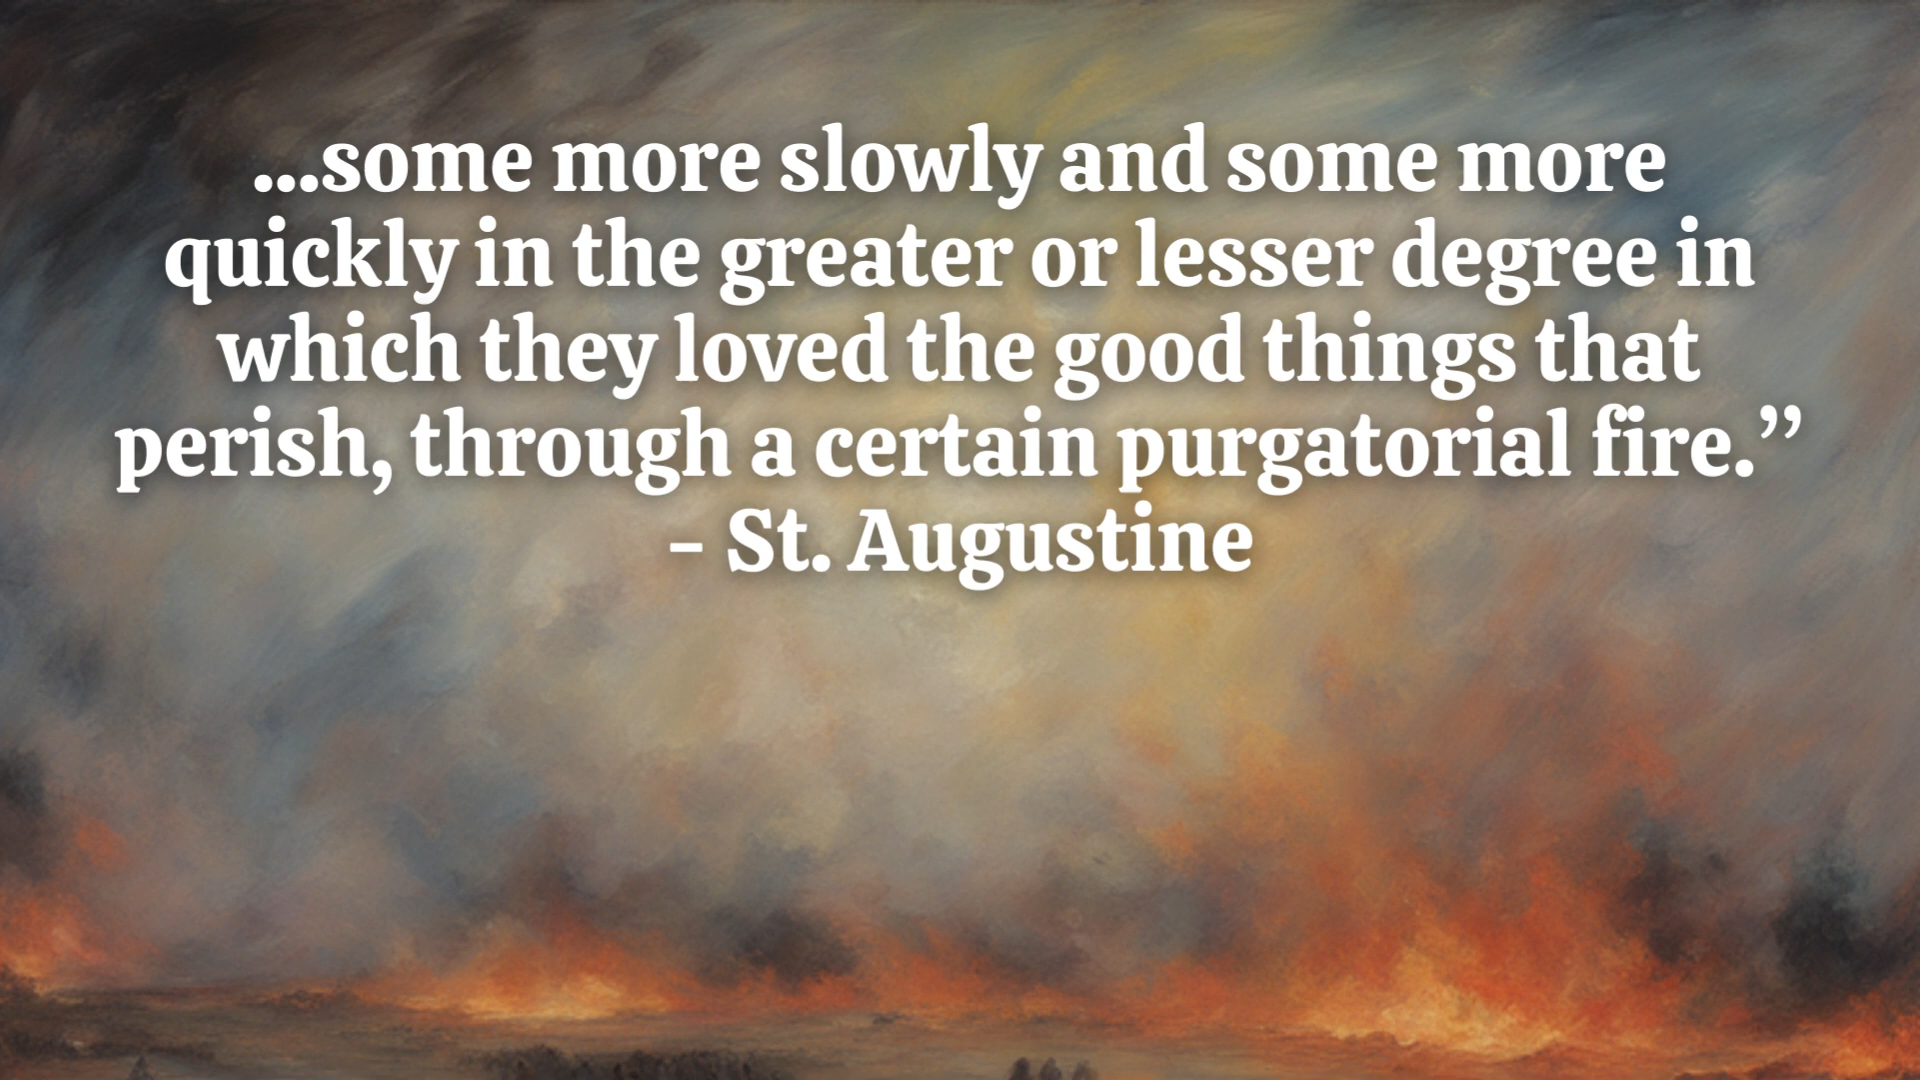 ...some more slowly and some more
quickly in the greater or lesser degree in
which they loved the good things that
perish, through a certain purgatorial fire.”
- St. Augustine